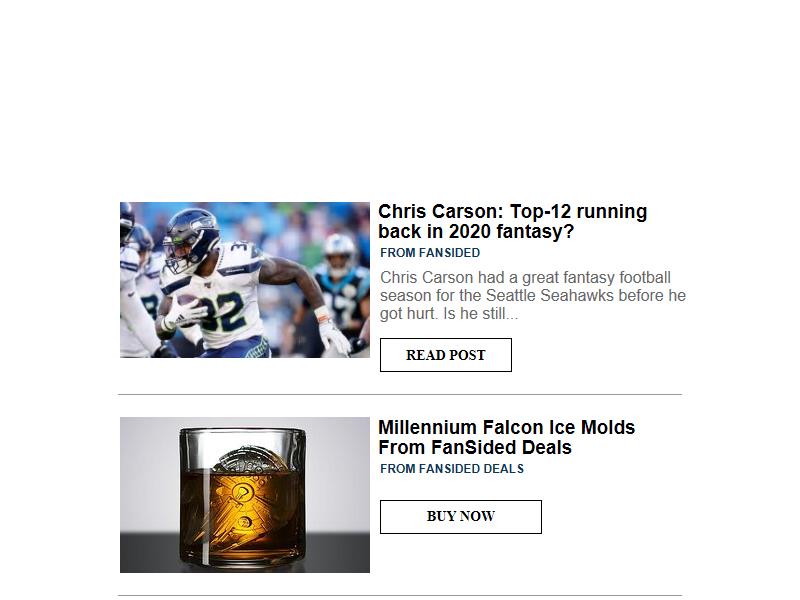 Chris Carson: Top-12 running
back in 2020 fantasy?
FROM FANSIDED
Chris Carson had a great fantasy football
season for the Seattle Seahawks before he
got hurt. Is he still...
READ POST
32
Millennium Falcon Ice Molds
From FanSided Deals
FROM FANSIDED DEALS
BUY NOW